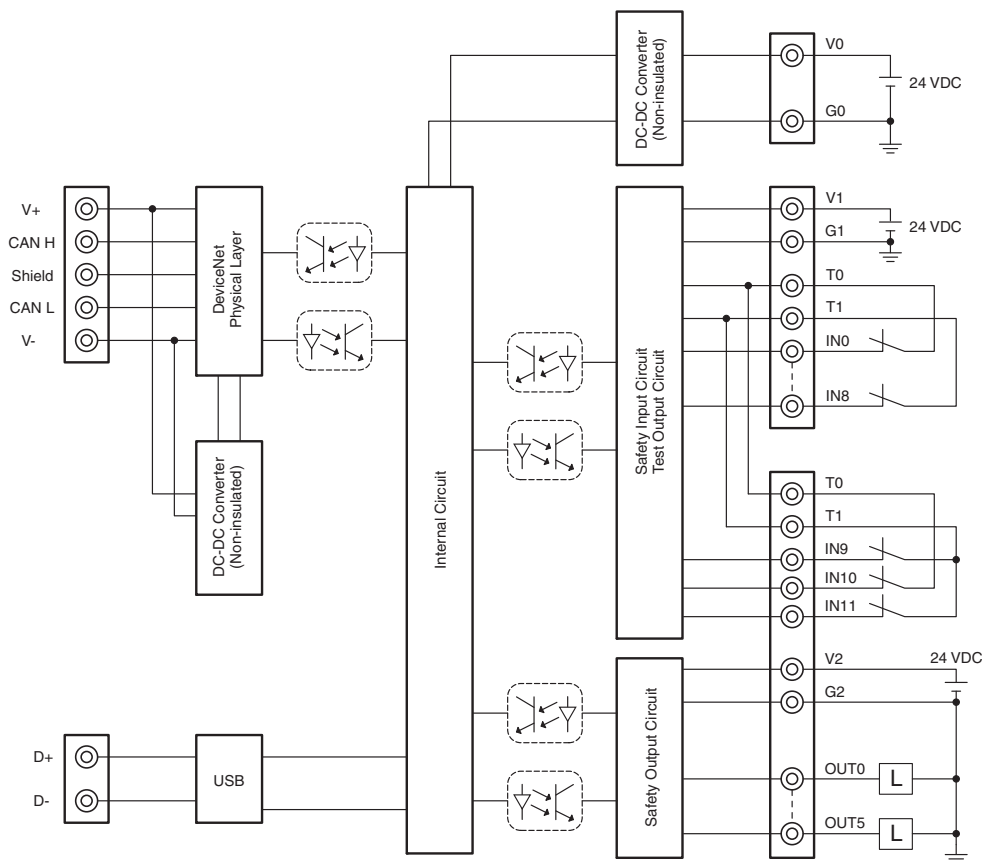 V+
CAN H
Shield
CAN L
V-
DeviceNet
Physical Layer
DC-DC Converter
(Non-insulated)
D+
D-
USB
Internal Circuit
DC-DC Converter
(Non-insulated)
V0
24 VDC
G0
Safety Input Circuit
Test Output Circuit
V1
24 VDC
G1
T0
T1
IN0
IN8
T0
T1
IN9
IN10
IN11
Safety Output Circuit
V2
24 VDC
G2
OUT0
L
OUT5
L